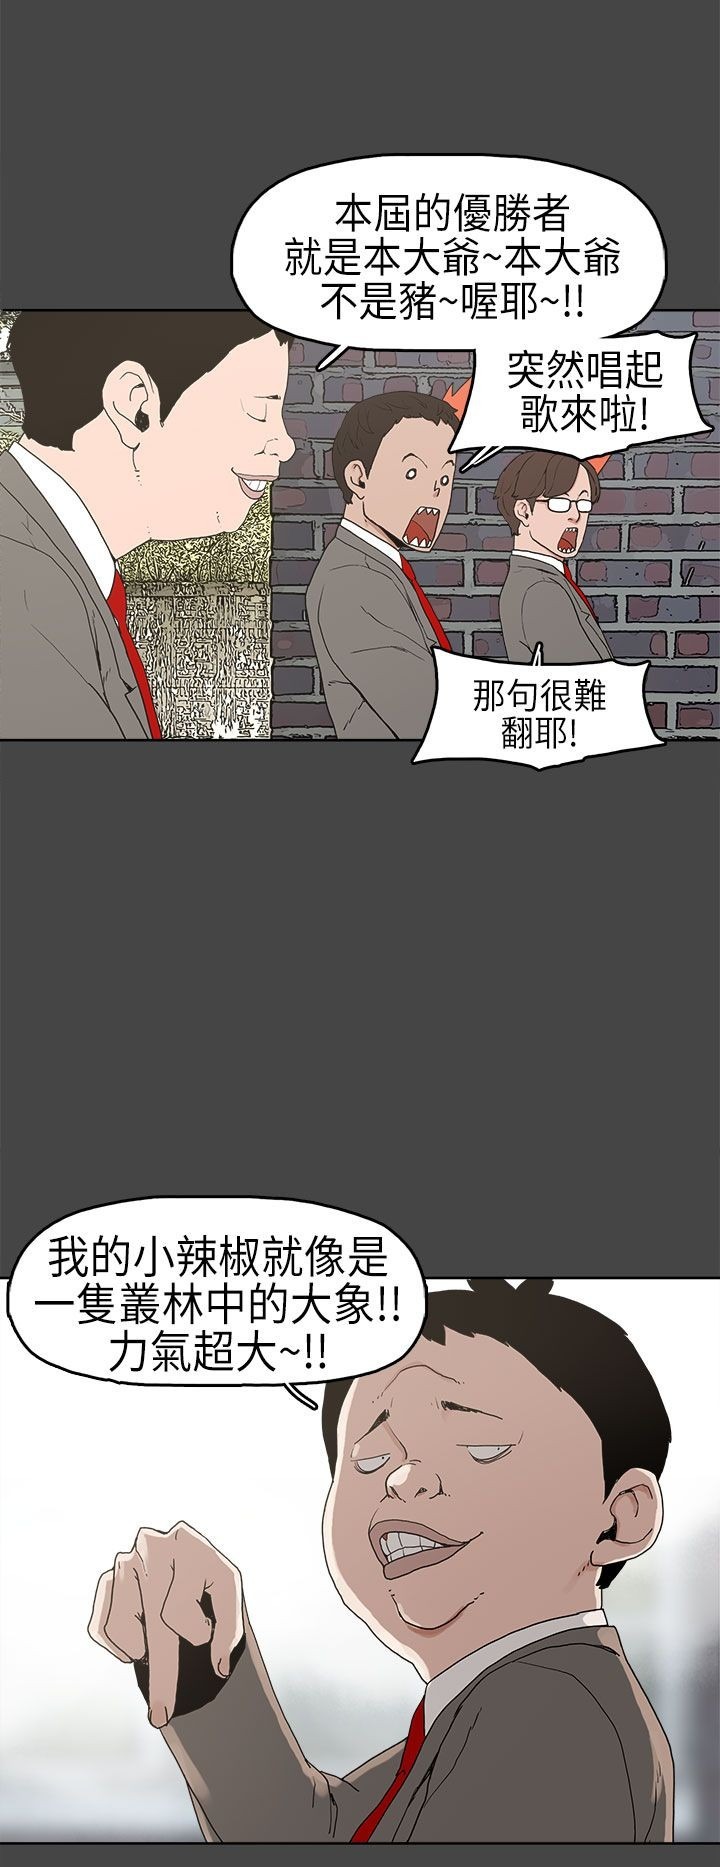 本屆的優勝者
就是本大爺~本大爺
不是豬~喔耶~!!
突然唱起
歌來啦!
那句很難
翻耶!
我的小辣椒就像是
一隻叢林中的大象!!
力氣超大~!!